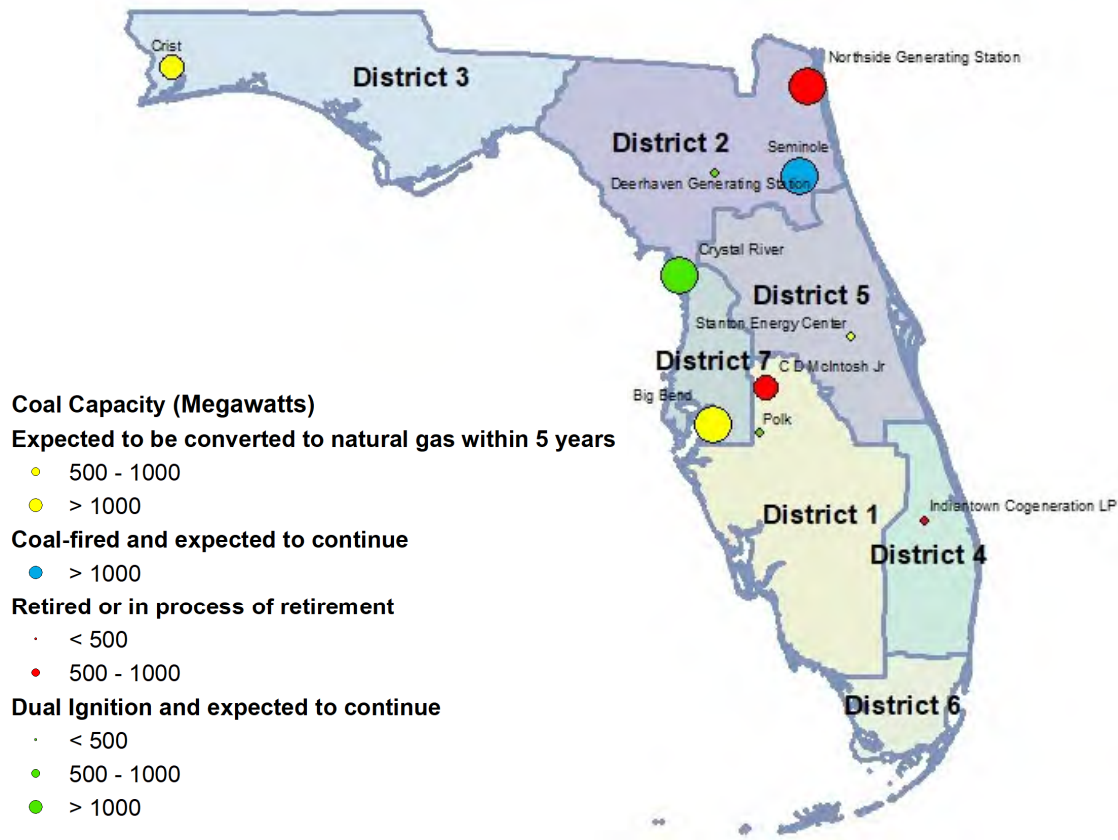 Crist
District 3
Northside Generating Station
District 2
Seminole
Deerhaven Generating Station
Crystal River
District 5
Stanton Energy Center
District 7
C D McIntosh Jr
Big Bend
Polk
District 1
Indiantown Cogeneration LP
District 4
District 6
Coal Capacity (Megawatts)
Expected to be converted to natural gas within 5 years
500 - 1000
> 1000
Coal-fired and expected to continue
> 1000
Retired or in process of retirement
< 500
500 - 1000
Dual Ignition and expected to continue
< 500
500 - 1000
> 1000